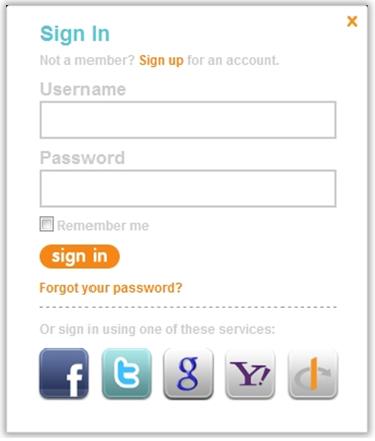 x
Sign In
Not a member? Sign up for an account.
Username
Password
Remember me
sign in
Forgot your password?
Or sign in using one of these services:
f t g Y!